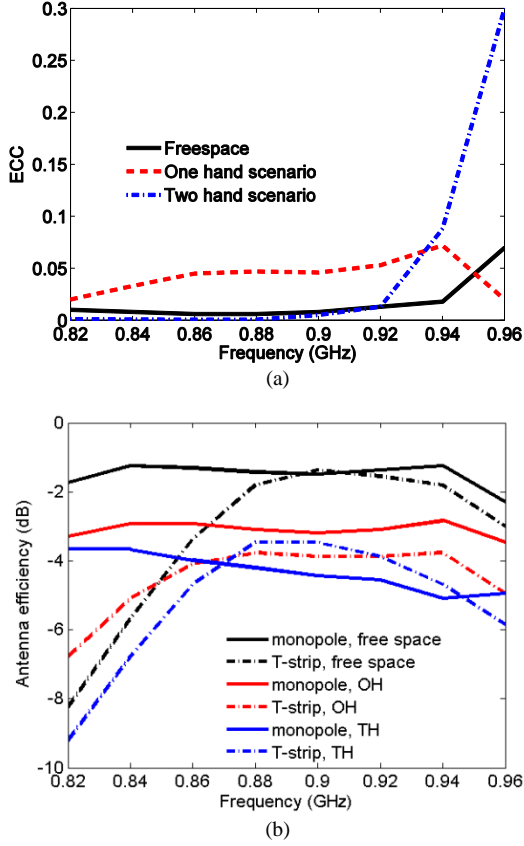 0.3
0.25
0.2
0.15
0.1
0.05
0
ECC
Freespace
One hand scenario
Two hand scenario
0.82 0.84 0.86 0.88 0.9 0.92 0.94 0.96
Frequency (GHz)
(a)
0
-2
-4
-6
-8
-10
Antenna efficiency (dB)
monopole, free space
T-strip, free space
monopole, OH
T-strip, OH
monopole, TH
T-strip, TH
0.82 0.84 0.86 0.88 0.90 0.92 0.94 0.96
Frequency (GHz)
(b)